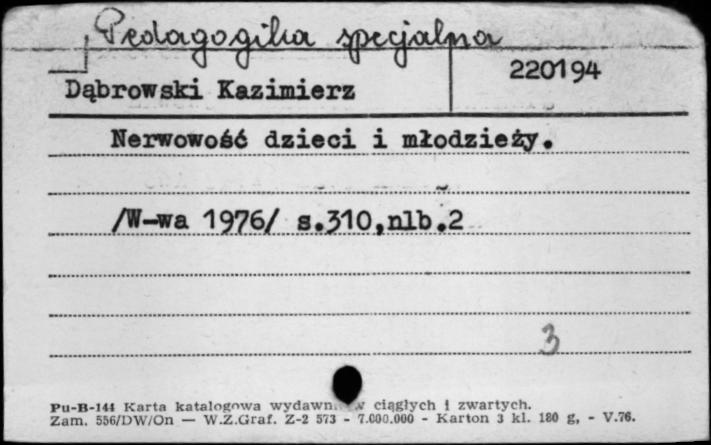 Pedagogika specjalna
220194
Dąbrowski Kazimierz
Nerwowość dzieci i młodzieży.
/W-wa 1976/ s.310,nlb.2
3
Pu-B-144 Karta katalogowa ciągłych i zwartych.
Zam. 556/DW/On — W.Z.Graf. Z-2 573 - 7.000.000 - Karton 3 kl. 180 g, - V.76.